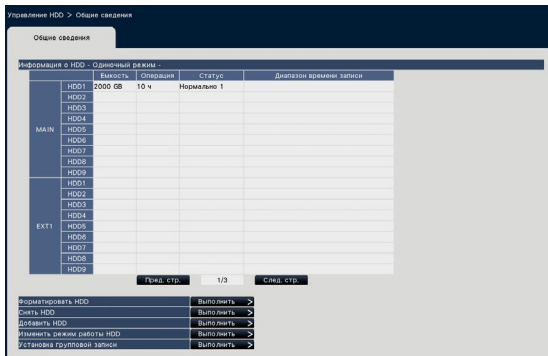 Управление HDD > Общие сведения
Общие сведения
Информация о HDD - Одиночный режим -
Емкость Операция Статус Диапазон времени записи
MAIN
HDD1 2000 GB 10 ч Нормально 1
HDD2
HDD3
HDD4
HDD5
HDD6
HDD7
HDD8
HDD9
EXT1
HDD1
HDD2
HDD3
HDD4
HDD5
HDD6
HDD7
HDD8
HDD9
Пред. стр. 1/3 След. стр.
Форматировать HDD Выполнить >
Снять HDD Выполнить >
Добавить HDD Выполнить >
Изменить режим работы HDD Выполнить >
Установка групповой записи Выполнить >